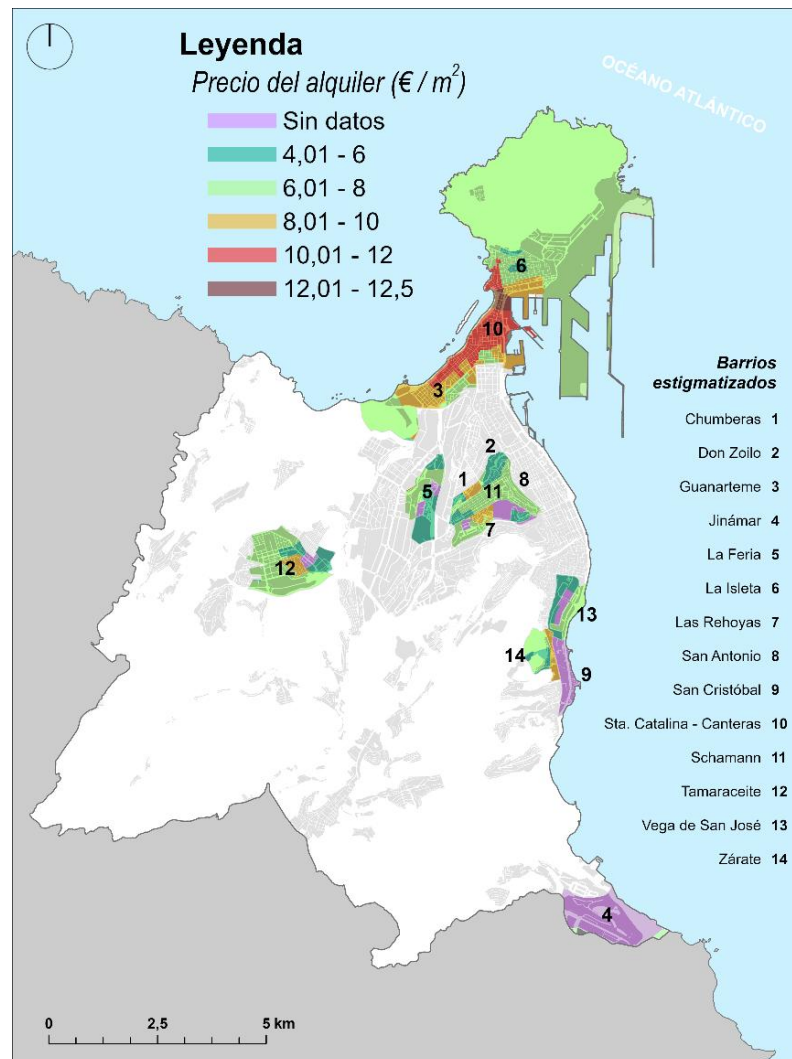 Leyenda
Precio del alquiler (€ / m²)
Sin datos
4,01 - 6
6,01 - 8
8,01 - 10
10,01 - 12
12,01 - 12,5
OCÉANO ATLÁNTICO
6
10
3
2
1
11
8
5
7
12
13
14
9
4
Barrios
estigmatizados
Chumberas 1
Don Zoilo 2
Guanarteme 3
Jinámar 4
La Feria 5
La Isleta 6
Las Rehoyas 7
San Antonio 8
San Cristóbal 9
Sta. Catalina - Canteras 10
Schamann 11
Tamaraceite 12
Vega de San José 13
Zárate 14
0 2,5 5 km